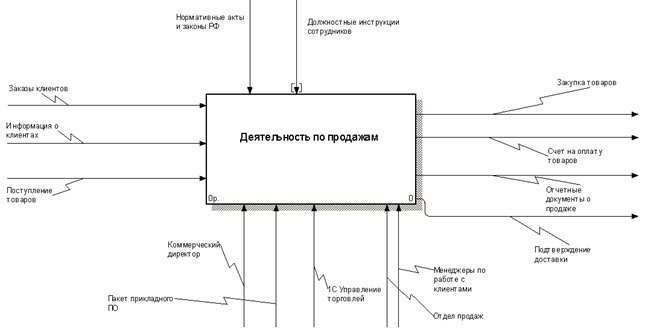 Нормативные акты
и законы РФ
Должностные инструкции
сотрудников
Заказы клиентов
Закупка товаров
Информация о
клиентах
Деятельность по продажам
Счет на оплату
товаров
Поступление
товаров
Отчетные
документы о
продаже
0р.
0
Коммерческий
директор
Подтверждение
доставки
Менеджеры по
работе с
клиентами
Пакет прикладного
ПО
1С Управление
торговлей
Отдел продаж